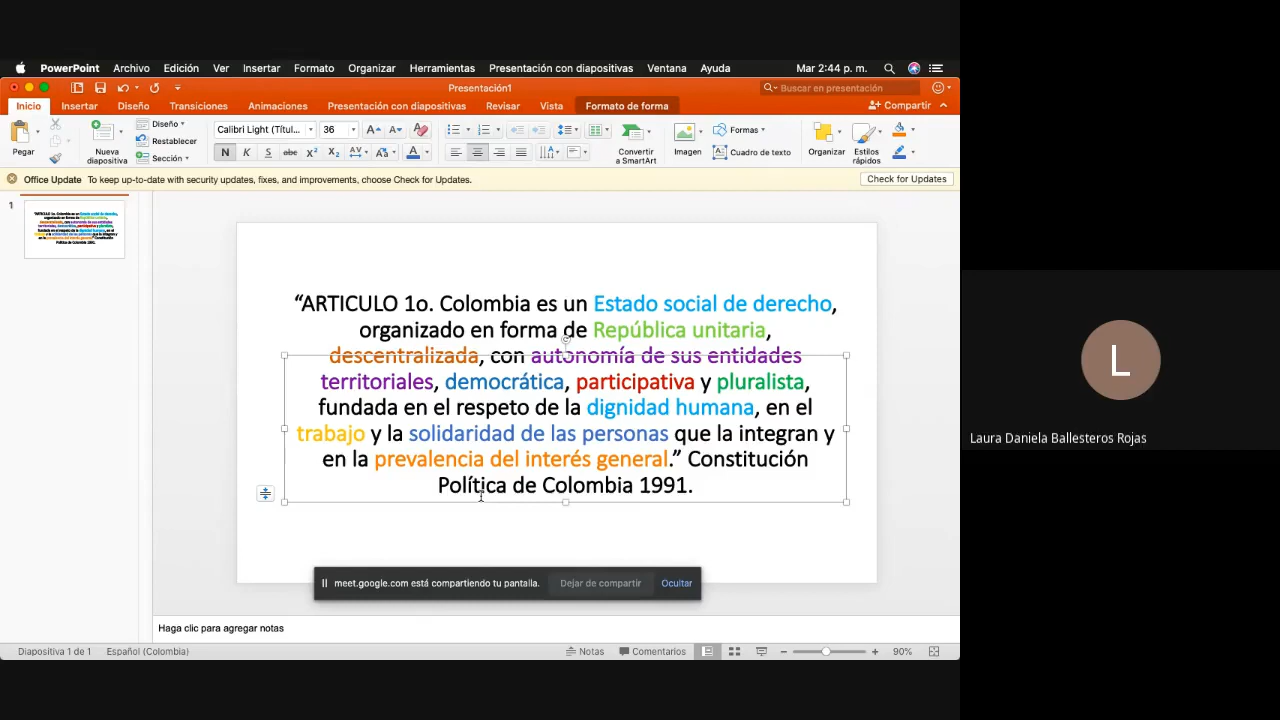 PowerPoint Archivo Edición Ver Insertar Formato Organizar Herramientas Presentación con diapositivas Ventana Ayuda Mar 2:44 p. m.
Presentación1
Buscar en presentación
Inicio Insertar Diseño Transiciones Animaciones Presentación con diapositivas Revisar Vista Formato de forma Compartir
Pegar
Nueva diapositiva
Diseño
Restablecer
Sección
Calibri Light (Títul... 36
N K S abc X² X₂ AV Aa A
Convertir a SmartArt
Imagen
Formas
Cuadro de texto
Organizar
Estilos rápidos
Office Update To keep up-to-date with security updates, fixes, and improvements, choose Check for Updates. Check for Updates
1
“ARTICULO 1o. Colombia es un Estado social de derecho,
organizado en forma de República unitaria,
descentralizada, con autonomía de sus entidades
territoriales, democrática, participativa y pluralista,
fundada en el respeto de la dignidad humana, en el
trabajo y la solidaridad de las personas que la integran y
en la prevalencia del interés general.” Constitución
Política de Colombia 1991.
meet.google.com está compartiendo tu pantalla. Dejar de compartir Ocultar
Haga clic para agregar notas
Diapositiva 1 de 1 Español (Colombia) Notas Comentarios 90%
L
Laura Daniela Ballesteros Rojas